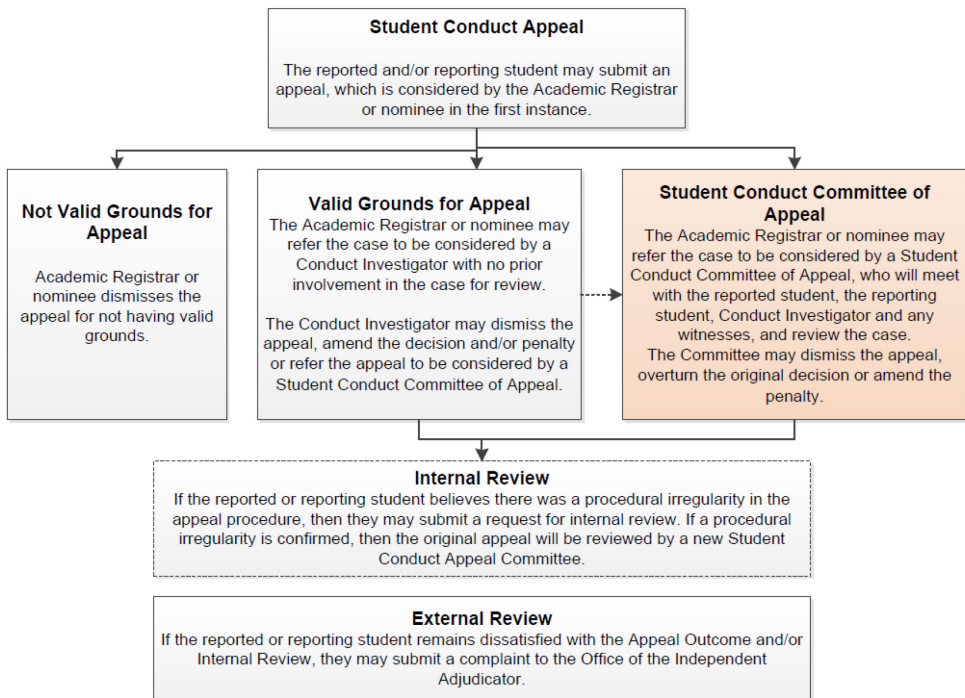 Student Conduct Appeal
The reported and/or reporting student may submit an
appeal, which is considered by the Academic Registrar
or nominee in the first instance.
Not Valid Grounds for
Appeal
Academic Registrar or
nominee dismisses the
appeal for not having valid
grounds.
Valid Grounds for Appeal
The Academic Registrar or nominee may
refer the case to be considered by a
Conduct Investigator with no prior
involvement in the case for review.
The Conduct Investigator may dismiss the
appeal, amend the decision and/or penalty
or refer the appeal to be considered by a
Student Conduct Committee of Appeal.
Student Conduct Committee of
Appeal
The Academic Registrar or nominee may
refer the case to be considered by a Student
Conduct Committee of Appeal, who will meet
with the reported student, the reporting
student, Conduct Investigator and any
witnesses, and review the case.
The Committee may dismiss the appeal,
overturn the original decision or amend the
penalty.
Internal Review
If the reported or reporting student believes there was a procedural irregularity in the
appeal procedure, then they may submit a request for internal review. If a procedural
irregularity is confirmed, then the original appeal will be reviewed by a new Student
Conduct Appeal Committee.
External Review
If the reported or reporting student remains dissatisfied with the Appeal Outcome and/or
Internal Review, they may submit a complaint to the Office of the Independent
Adjudicator.